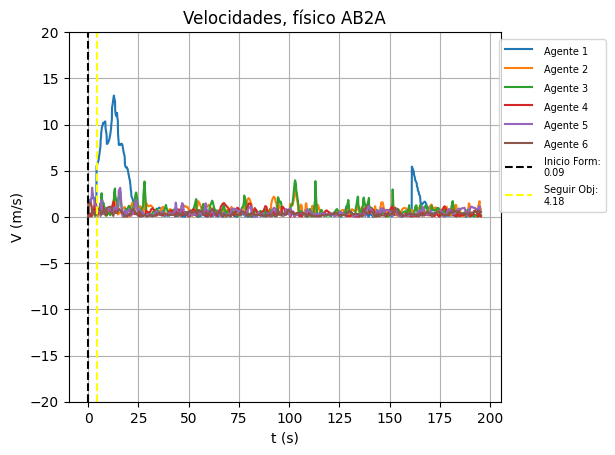 Velocidades, físico AB2A
V (m/s)
20
15
10
5
0
−5
−10
−15
−20
0
25
50
75
100
125
150
175
200
t (s)
Agente 1
Agente 2
Agente 3
Agente 4
Agente 5
Agente 6
Inicio Form:
0.09
Seguir Obj:
4.18